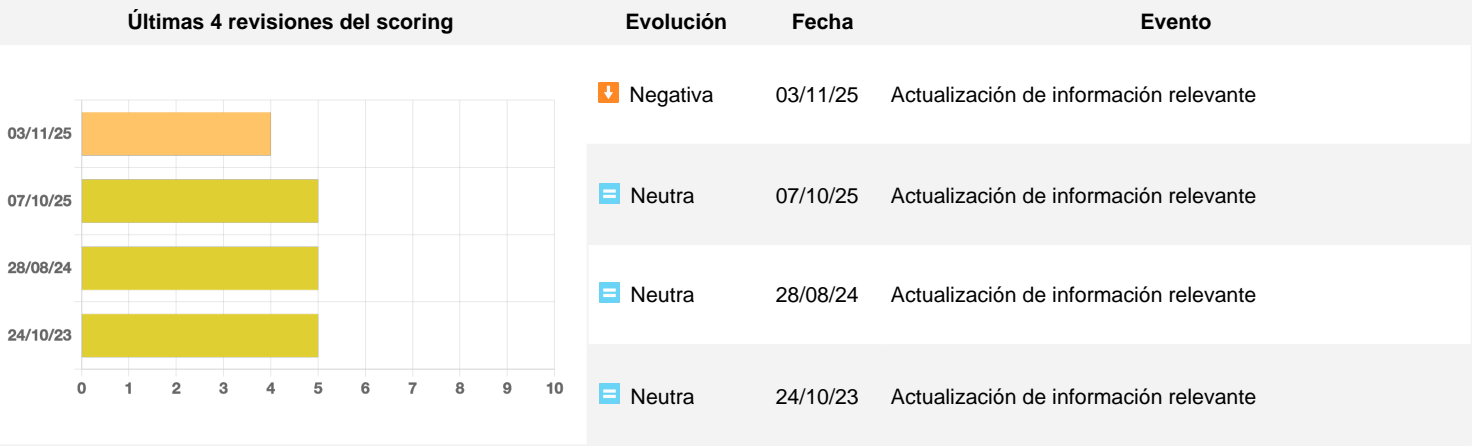 Últimas 4 revisiones del scoring Evolución Fecha Evento
Negativa 03/11/25 Actualización de información relevante
03/11/25
Neutra 07/10/25 Actualización de información relevante
07/10/25
28/08/24
Neutra 28/08/24 Actualización de información relevante
24/10/23
0 1 2 3 4 5 6 7 8 9 10
Neutra 24/10/23 Actualización de información relevante